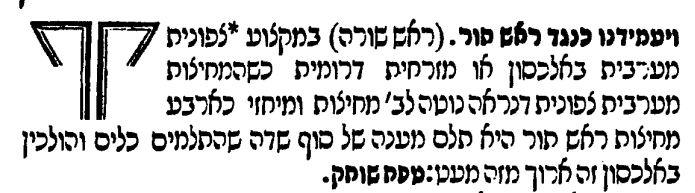 ויעמידנו כנגד ראש תור. (ראש שורה) במקצוע *צפונית
מערבית באלכסון או מזרחית דרומית כשהמחיצות
מערבית צפונית דנראה נוטה לב' מחיצות ומיחזי כארבע
מחיצות ראש תור היא תלם מענה של סוף שדה שהתלמים כלים והולכין
באלכסון זה ארוך מזה מעט: